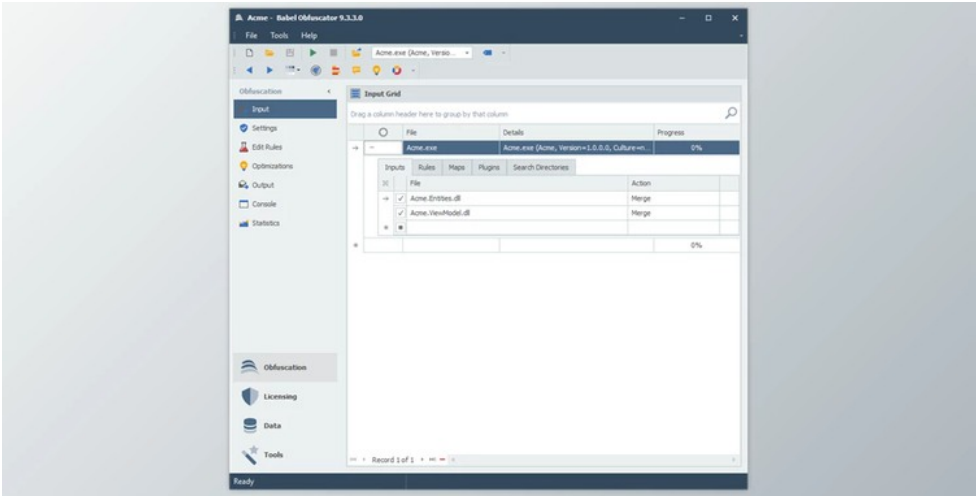 Acme - Babel Obfuscator 9.3.3.0
File Tools Help
Acme.exe (Acme, Versio...
Obfuscation
Input Grid
Input
Drag a column header here to group by that column
Settings
File Details Progress
Edit Rules
Acme.exe Acme.exe (Acme, Version=1.0.0.0, Culture=n... 0%
Optimizations
Inputs Rules Maps Plugins Search Directories
Output
File Action
Console
Acme.Entities.dll Merge
Statistics
Acme.ViewModel.dll Merge
0%
Obfuscation
Licensing
Data
Tools
Record 1 of 1
Ready